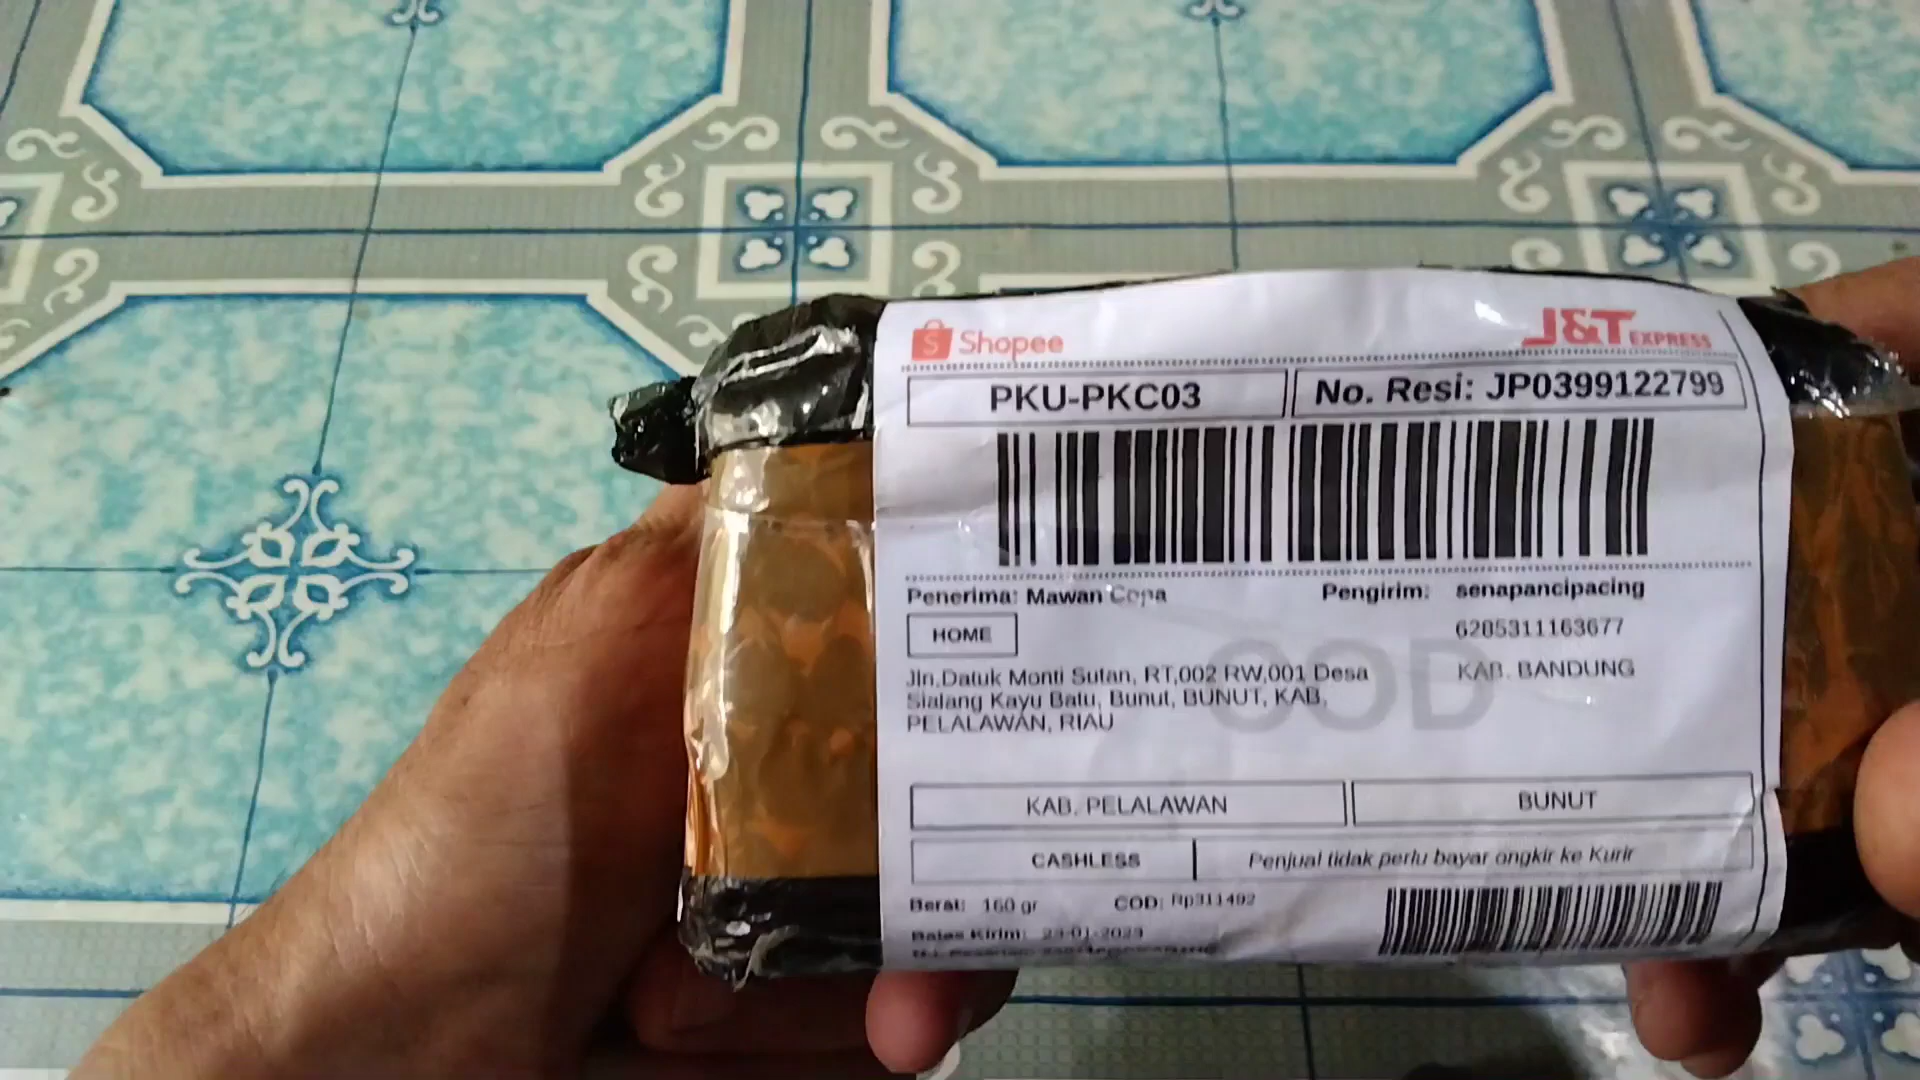 Shopee
J&T EXPRESS
PKU-PKC03
No. Resi: JP0399122799
Penerima: Mawan Copa
Pengirim: senapancipacing
HOME
6285311163677
KAB. BANDUNG
Jln,Datuk Monti Sutan, RT,002 RW,001 Desa
Sialang Kayu Batu, Bunut, BUNUT, KAB,
PELALAWAN, RIAU
COD
KAB. PELALAWAN
BUNUT
CASHLESS
Penjual tidak perlu bayar ongkir ke Kurir
Berat: 160 gr
COD: Rp311492
Batas Kirim: 23-01-2023